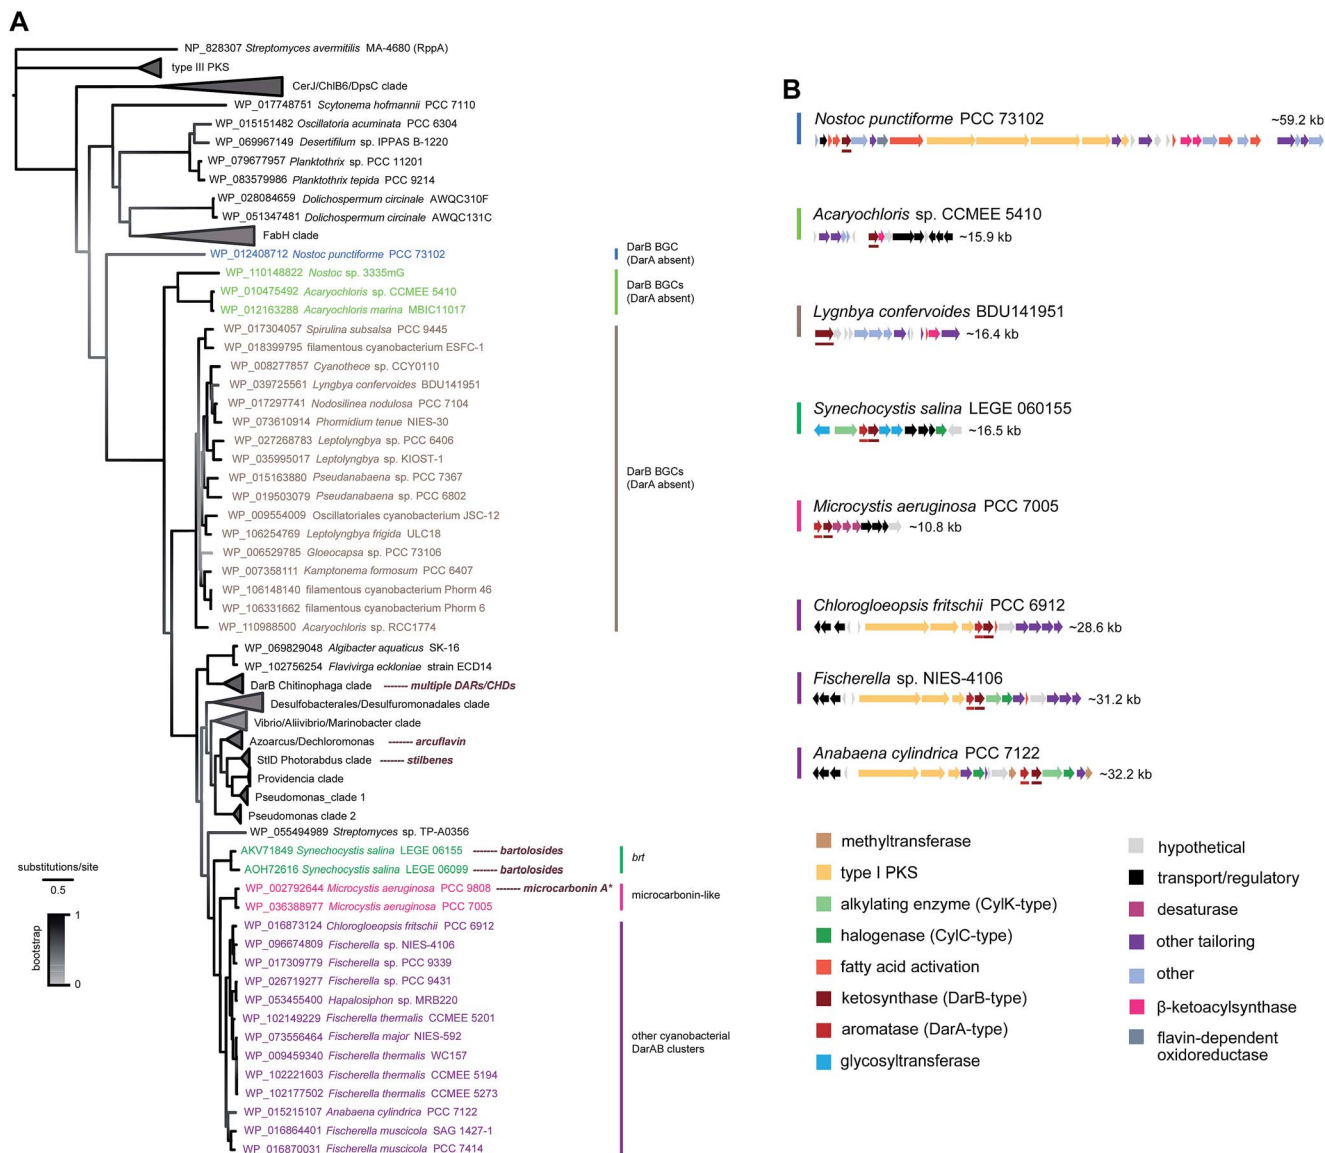 A
NP_828307 Streptomyces avermitilis MA-4680 (RppA)
type III PKS
CerJ/ChlB6/DpsC clade
WP_017748751 Scytonema hofmannii PCC 7110
WP_015151482 Oscillatoria acuminata PCC 6304
WP_069967149 Desertifilum sp. IPPAS B-1220
WP_079677957 Planktothrix sp. PCC 11201
WP_083579986 Planktothrix tepida PCC 9214
WP_028084659 Dolichospermum circinale AWQC310F
WP_051347481 Dolichospermum circinale AWQC131C
FabH clade
WP_012408712 Nostoc punctiforme PCC 73102
WP_110148822 Nostoc sp. 3335mG
WP_010475492 Acaryochloris sp. CCMEE 5410
WP_012163288 Acaryochloris marina MBIC11017
WP_017304057 Spirulina subsalsa PCC 9445
WP_018399795 filamentous cyanobacterium ESFC-1
WP_008277857 Cyanothece sp. CCY0110
WP_039725561 Lyngbya confervoides BDU141951
WP_017297741 Nodosilinea nodulosa PCC 7104
WP_073610914 Phormidium tenue NIES-30
WP_027268783 Leptolyngbya sp. PCC 6406
WP_035995017 Leptolyngbya sp. KIOST-1
WP_015163880 Pseudanabaena sp. PCC 7367
WP_019503079 Pseudanabaena sp. PCC 6802
WP_009554009 Oscillatoriales cyanobacterium JSC-12
WP_106254769 Leptolyngbya frigida ULC18
WP_006529785 Gloeocapsa sp. PCC 73106
WP_007358111 Kamptonema formosum PCC 6407
WP_106148140 filamentous cyanobacterium Phorm 46
WP_106331662 filamentous cyanobacterium Phorm 6
WP_110988500 Acaryochloris sp. RCC1774
WP_069829048 Algibacter aquaticus SK-16
WP_102756254 Flavivirga eckloniae strain ECD14
DarB Chitinophaga clade ------- multiple DARs/CHDs
Desulfobacterales/Desulfuromonadales clade
Vibrio/Aliivibrio/Marinobacter clade
Azoarcus/Dechloromonas ------- arcuflavin
StlD Photorabdus clade ------- stilbenes
Providencia clade
Pseudomonas_clade 1
Pseudomonas clade 2
WP_055494989 Streptomyces sp. TP-A0356
AKV71849 Synechocystis salina LEGE 06155 ------- bartolosides
AOH72616 Synechocystis salina LEGE 06099 ------- bartolosides
WP_002792644 Microcystis aeruginosa PCC 9808 ------- microcarbonin A*
WP_036388977 Microcystis aeruginosa PCC 7005
WP_016873124 Chlorogloeopsis fritschii PCC 6912
WP_096674809 Fischerella sp. NIES-4106
WP_017309779 Fischerella sp. PCC 9339
WP_026719277 Fischerella sp. PCC 9431
WP_053455400 Hapalosiphon sp. MRB220
WP_102149229 Fischerella thermalis CCMEE 5201
WP_073556464 Fischerella major NIES-592
WP_009459340 Fischerella thermalis WC157
WP_102221603 Fischerella thermalis CCMEE 5194
WP_102177502 Fischerella thermalis CCMEE 5273
WP_015215107 Anabaena cylindrica PCC 7122
WP_016864401 Fischerella muscicola SAG 1427-1
WP_016870031 Fischerella muscicola PCC 7414
DarB BGC
(DarA absent)
DarB BGCs
(DarA absent)
DarB BGCs
(DarA absent)
brt
microcarbonin-like
other cyanobacterial
DarAB clusters
substitutions/site
0.5
bootstrap
1
0
B
Nostoc punctiforme PCC 73102
~59.2 kb
Acaryochloris sp. CCMEE 5410
~15.9 kb
Lygnbya confervoides BDU141951
~16.4 kb
Synechocystis salina LEGE 060155
~16.5 kb
Microcystis aeruginosa PCC 7005
~10.8 kb
Chlorogloeopsis fritschii PCC 6912
~28.6 kb
Fischerella sp. NIES-4106
~31.2 kb
Anabaena cylindrica PCC 7122
~32.2 kb
methyltransferase
type I PKS
alkylating enzyme (CylK-type)
halogenase (CylC-type)
fatty acid activation
ketosynthase (DarB-type)
aromatase (DarA-type)
glycosyltransferase
hypothetical
transport/regulatory
desaturase
other tailoring
other
β-ketoacylsynthase
flavin-dependent
oxidoreductase